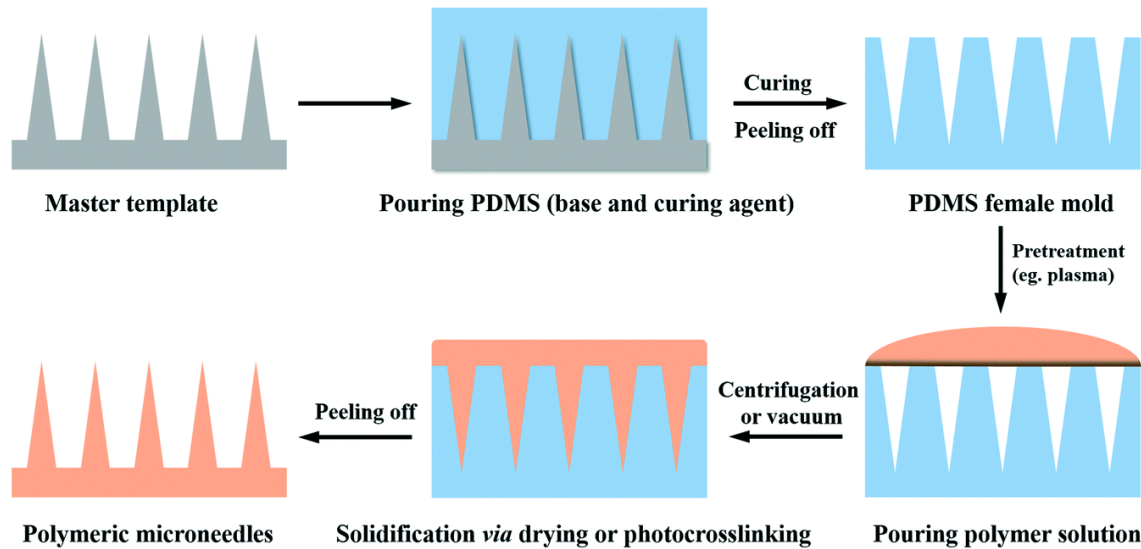 Master template
Pouring PDMS (base and curing agent)
Curing
Peeling off
PDMS female mold
Pretreatment
(eg. plasma)
Pouring polymer solution
Centrifugation
or vacuum
Solidification via drying or photocrosslinking
Peeling off
Polymeric microneedles